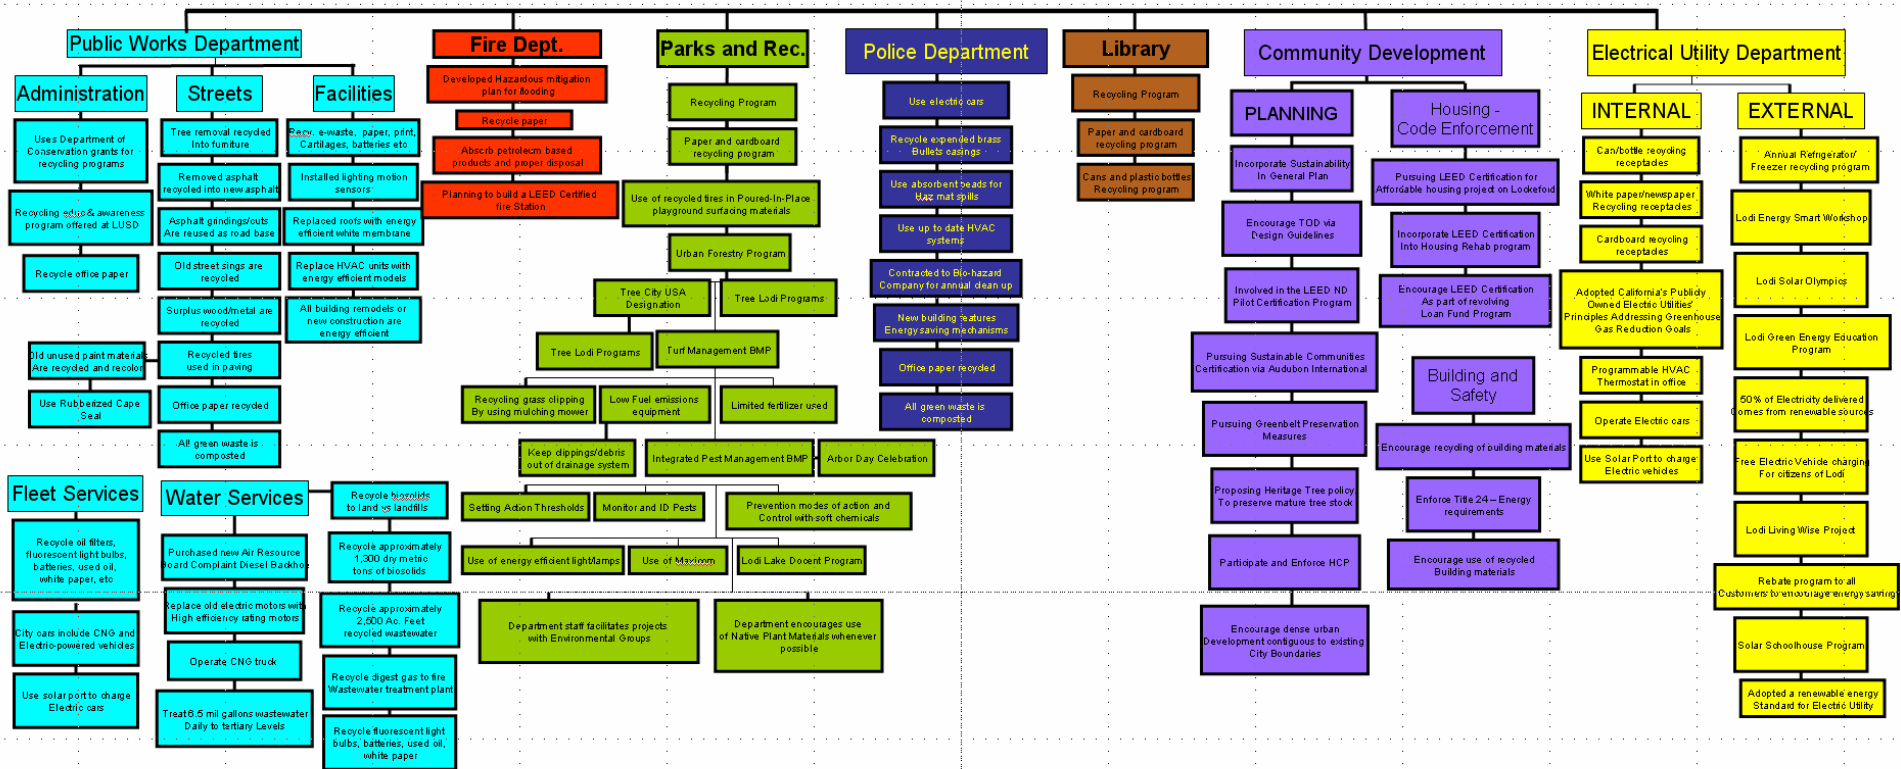 Public Works Department
Administration
Uses Department of
Conservation grants for
recycling programs
Recycling educ & awareness
program offered at LUSD
Recycle office paper
Streets
Tree removal recycled
Into furniture
Removed asphalt
recycled into new asphalt
Asphalt grindings/cuts
Are reused as road base
Old street sings are
recycled
Surplus wood/metal are
recycled
Recycled tires
used in paving
Old unused paint materials
Are recycled and recolor
Use Rubberized Cape
Seal
Office paper recycled
All green waste is
composted
Facilities
Recy. e-waste, paper, print,
Cartilages, batteries etc
Installed lighting motion
sensors
Replaced roofs with energy
efficient white membrane
Replace HVAC units with
energy efficient models
All building remodels or
new construction are
energy efficient
Fleet Services
Recycle oil filters,
fluorescent light bulbs,
batteries, used oil,
white paper, etc
City cars include CNG and
Electric-powered vehicles
Use solar port to charge
Electric cars
Water Services
Purchased new Air Resource
Board Complaint Diesel Backhoe
Replace old electric motors with
High efficiency rating motors
Operate CNG truck
Treat 6.5 mil gallons wastewater
Daily to tertiary Levels
Recycle biosolids
to land vs landfills
Recycle approximately
1,300 dry metric
tons of biosolids
Recycle approximately
2,500 Ac. Feet
recycled wastewater
Recycle digest gas to fire
Wastewater treatment plant
Recycle fluorescent light
bulbs, batteries, used oil,
white paper
Fire Dept.
Developed Hazardous mitigation
plan for flooding
Recycle paper
Absorb petroleum based
products and proper disposal
Planning to build a LEED Certified
fire Station
Parks and Rec.
Recycling Program
Paper and cardboard
recycling program
Use of recycled tires in Poured-In-Place
playground surfacing materials
Urban Forestry Program
Tree City USA
Designation
Tree Lodi Programs
Tree Lodi Programs
Turf Management BMP
Recycling grass clipping
By using mulching mower
Low Fuel emissions
equipment
Limited fertilizer used
Keep clippings/debris
out of drainage system
Integrated Pest Management BMP
Arbor Day Celebration
Setting Action Thresholds
Monitor and ID Pests
Prevention modes of action and
Control with soft chemicals
Use of energy efficient light/lamps
Use of Maxicom
Lodi Lake Docent Program
Department staff facilitates projects
with Environmental Groups
Department encourages use
of Native Plant Materials whenever
possible
Police Department
Use electric cars
Recycle expended brass
Bullets casings
Use absorbent beads for
Haz mat spills
Use up to date HVAC
systems
Contracted to Bio-hazard
Company for annual clean up
New building features
Energy saving mechanisms
Office paper recycled
All green waste is
composted
Library
Recycling Program
Paper and cardboard
recycling program
Cans and plastic bottles
Recycling program
Community Development
PLANNING
Incorporate Sustainability
In General Plan
Encourage TOD via
Design Guidelines
Involved in the LEED ND
Pilot Certification Program
Pursuing Sustainable Communities
Certification via Audubon International
Pursuing Greenbelt Preservation
Measures
Proposing Heritage Tree policy
To preserve mature tree stock
Participate and Enforce HCP
Encourage dense urban
Development contiguous to existing
City Boundaries
Housing -
Code Enforcement
Pursuing LEED Certification for
Affordable housing project on Lockeford
Incorporate LEED Certification
Into Housing Rehab program
Encourage LEED Certification
As part of revolving
Loan Fund Program
Building and
Safety
Encourage recycling of building materials
Enforce Title 24 – Energy
requirements
Encourage use of recycled
Building materials
Electrical Utility Department
INTERNAL
Can/bottle recycling
receptacles
White paper/newspaper
Recycling receptacles
Cardboard recycling
receptacles
Adopted California's Publicly
Owned Electric Utilities'
Principles Addressing Greenhouse
Gas Reduction Goals
Programmable HVAC
Thermostat in office
Operate Electric cars
Use Solar Port to charge
Electric vehicles
EXTERNAL
Annual Refrigerator/
Freezer recycling program
Lodi Energy Smart Workshop
Lodi Solar Olympics
Lodi Green Energy Education
Program
50% of Electricity delivered
Comes from renewable sources
Free Electric Vehicle charging
For citizens of Lodi
Lodi Living Wise Project
Rebate program to all
Customers to encourage energy savings
Solar Schoolhouse Program
Adopted a renewable energy
Standard for Electric Utility